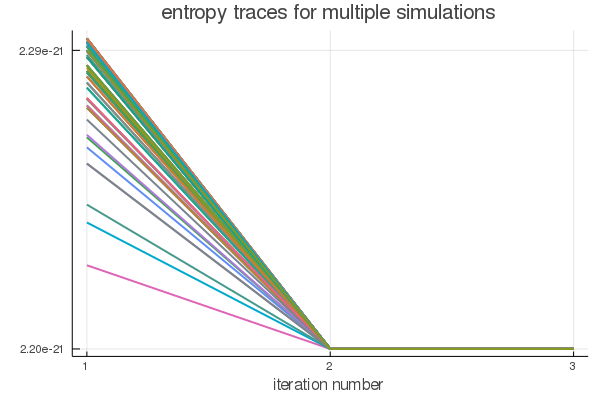 entropy traces for multiple simulations
2.29e-21
2.20e-21
1
2
3
iteration number